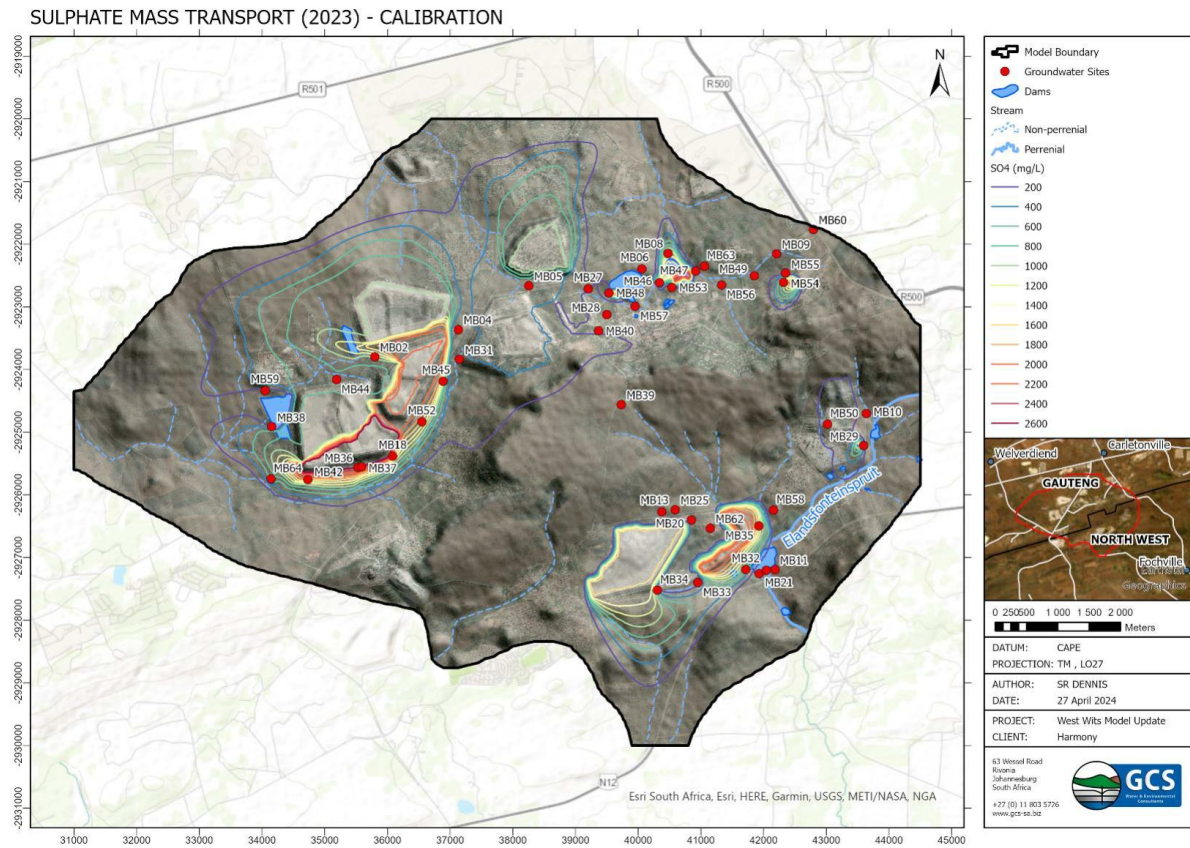 SULPHATE MASS TRANSPORT (2023) - CALIBRATION
-2919000
-2920000
-2921000
-2922000
-2923000
-2924000
-2925000
-2926000
-2927000
-2928000
-2929000
-2930000
-2931000
R501
R500
N
MB60
MB08
MB09
MB06
MB63
MB47
MB49
MB55
MB05
MB27
MB46
MB54
MB48
MB53
MB56
MB28
MB57
MB04
MB40
R500
MB02
MB31
MB59
MB45
MB44
MB39
MB38
MB52
MB50
MB10
MB18
MB29
MB36
MB64
MB42
MB37
Elandsfonteinspruit
MB13
MB25
MB58
MB20
MB62
MB35
MB32
MB11
MB34
MB33
MB21
N12
Esri South Africa, Esri, HERE, Garmin, USGS, METI/NASA, NGA
31000
32000
33000
34000
35000
36000
37000
38000
39000
40000
41000
42000
43000
44000
45000
Model Boundary
Groundwater Sites
Dams
Stream
Non-perrenial
Perrenial
SO4 (mg/L)
200
400
600
800
1000
1200
1400
1600
1800
2000
2200
2400
2600
Welverdiend
Carletonville
GAUTENG
NORTH WEST
Fochville
Geographics
0 250500 1 000 1 500 2 000
Meters
DATUM: CAPE
PROJECTION: TM , LO27
AUTHOR: SR DENNIS
DATE: 27 April 2024
PROJECT: West Wits Model Update
CLIENT: Harmony
63 Wessel Road
Rivonia
Johannesburg
South Africa
+27 (0) 11 803 5726
www.gcs-sa.biz
GCS
Water & Environmental
Consultants